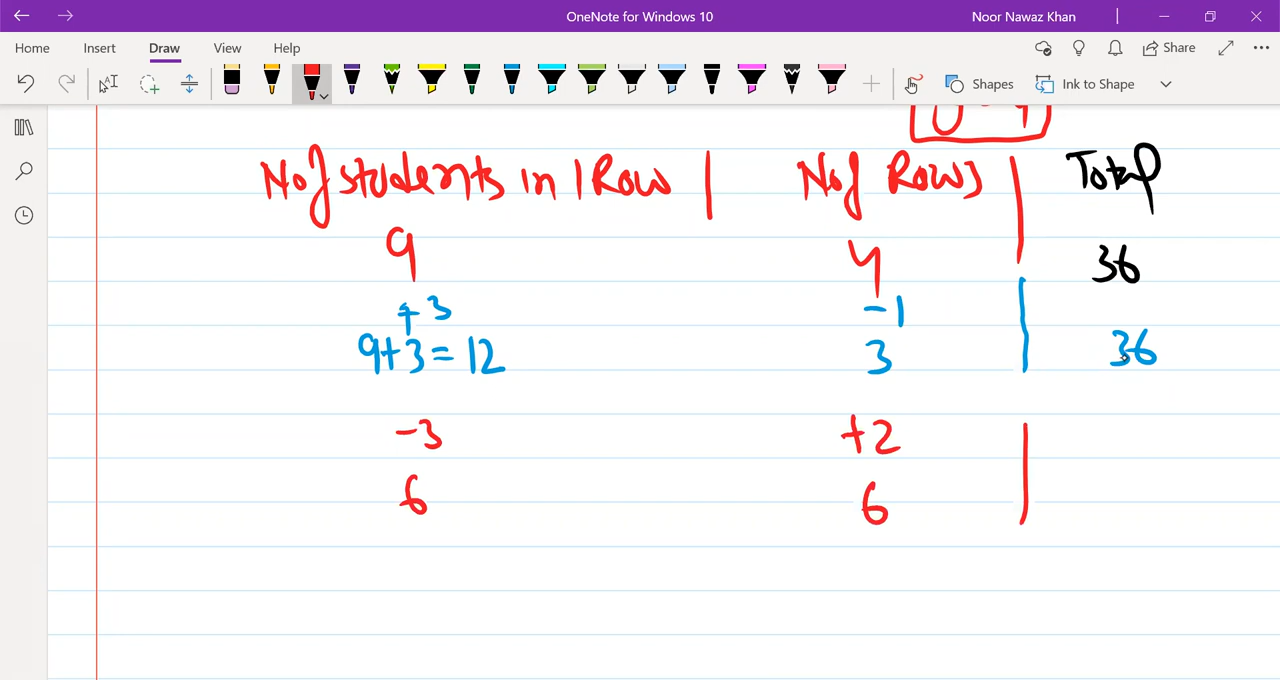 OneNote for Windows 10
Noor Nawaz Khan
Home Insert Draw View Help
Share
Shapes
Ink to Shape
No of students in 1 Row | No of Rows | Total
9 4 36
+3 -1
9+3=12 3 36
-3 +2
6 6